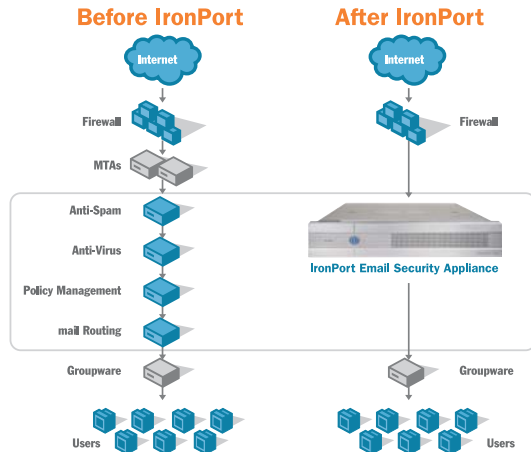 Before IronPort
After IronPort
Internet
Internet
Firewall
Firewall
MTAs
Anti-Spam
Anti-Virus
IronPort Email Security Appliance
Policy Management
mail Routing
Groupware
Groupware
Users
Users